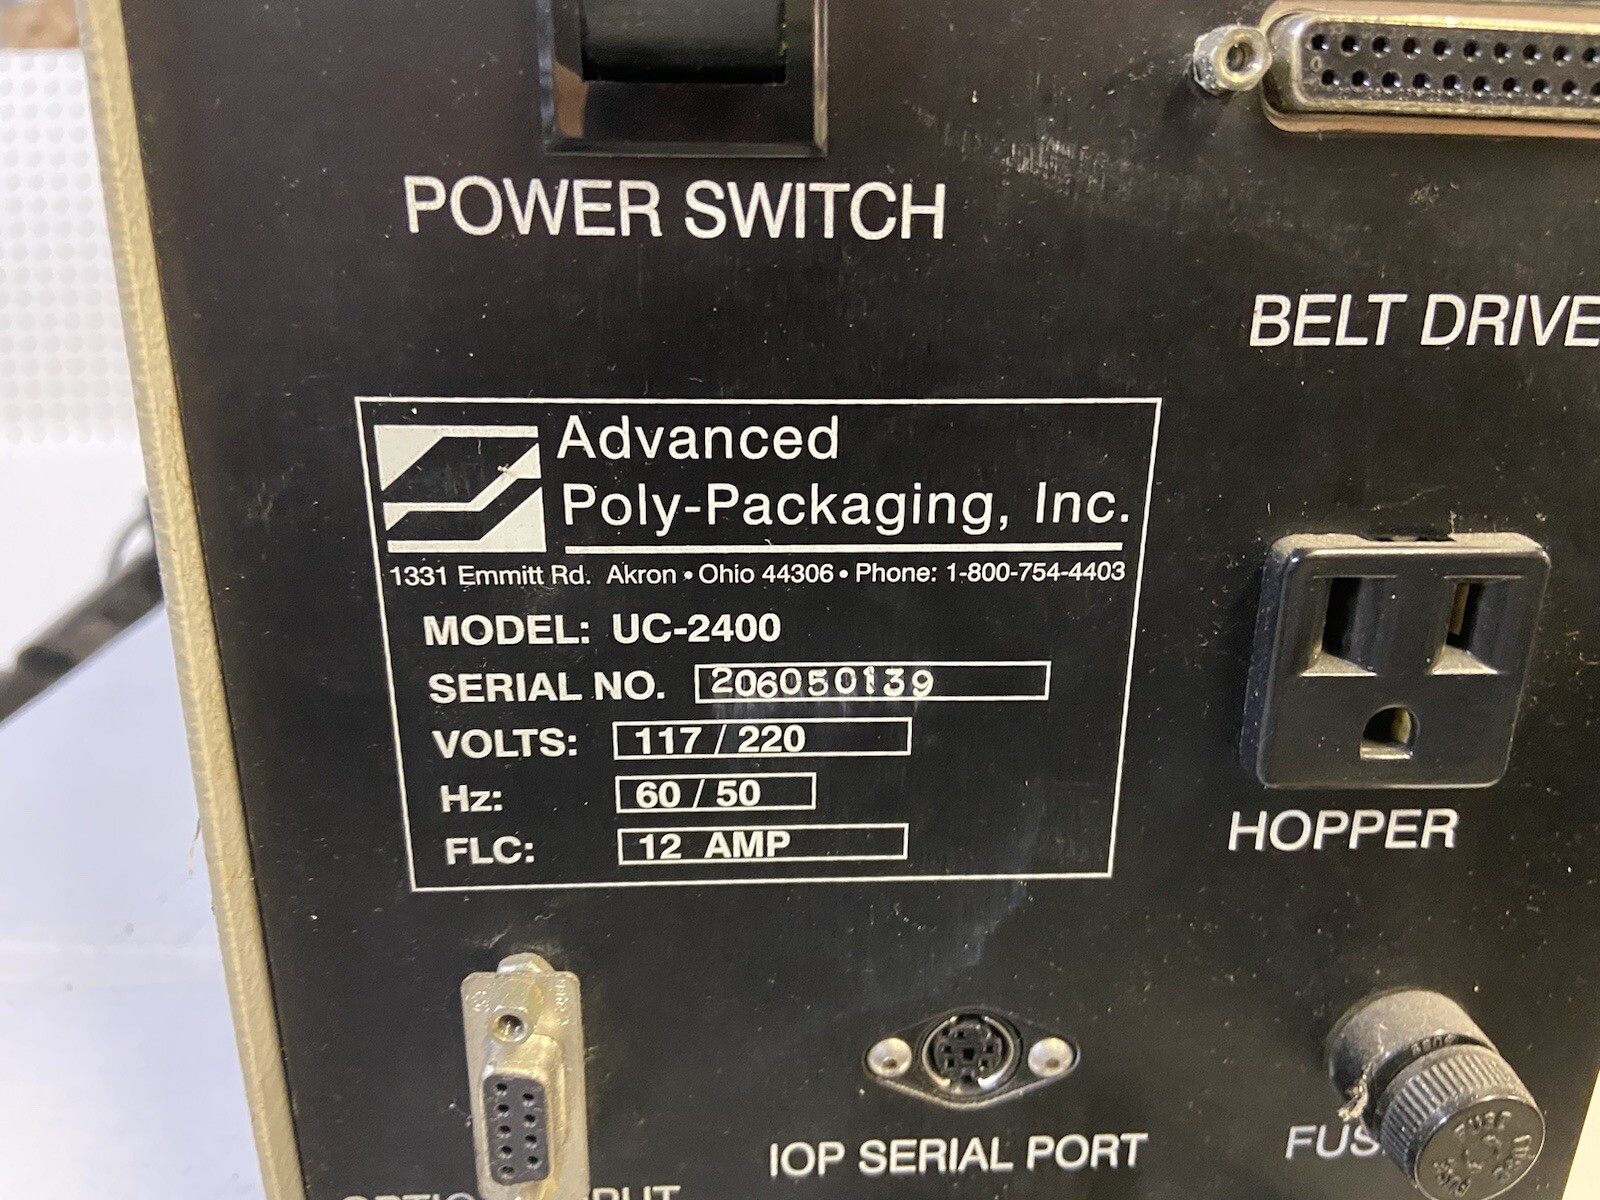 POWER SWITCH
BELT DRIVE
Advanced
Poly-Packaging, Inc.
1331 Emmitt Rd. Akron • Ohio 44306 • Phone: 1-800-754-4403
MODEL: UC-2400
SERIAL NO. 206050139
VOLTS: 117 / 220
Hz: 60 / 50
FLC: 12 AMP
HOPPER
IOP SERIAL PORT
FUS
FUSE